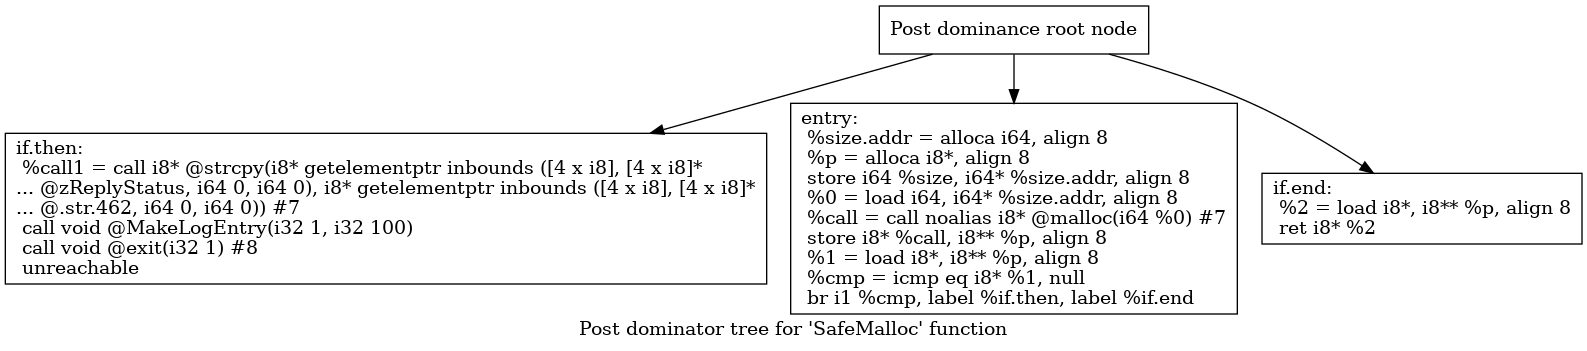 Post dominance root node
if.then:
%call1 = call i8* @strcpy(i8* getelementptr inbounds ([4 x i8], [4 x i8]*
... @zReplyStatus, i64 0, i64 0), i8* getelementptr inbounds ([4 x i8], [4 x i8]*
... @.str.462, i64 0, i64 0)) #7
call void @MakeLogEntry(i32 1, i32 100)
call void @exit(i32 1) #8
unreachable
entry:
%size.addr = alloca i64, align 8
%p = alloca i8*, align 8
store i64 %size, i64* %size.addr, align 8
%0 = load i64, i64* %size.addr, align 8
%call = call noalias i8* @malloc(i64 %0) #7
store i8* %call, i8** %p, align 8
%1 = load i8*, i8** %p, align 8
%cmp = icmp eq i8* %1, null
br i1 %cmp, label %if.then, label %if.end
if.end:
%2 = load i8*, i8** %p, align 8
ret i8* %2
Post dominator tree for 'SafeMalloc' function